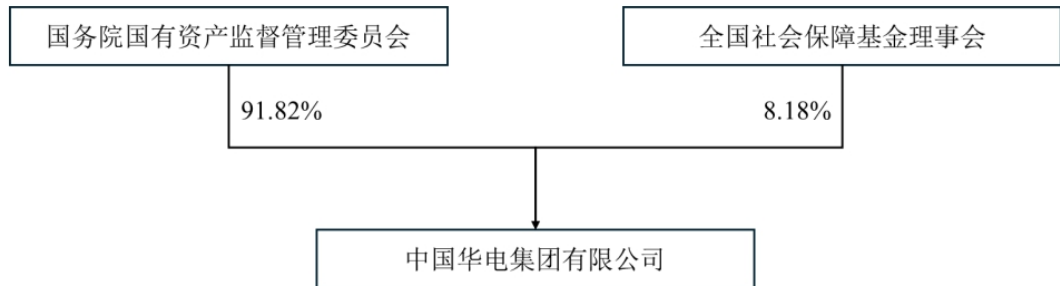 国务院国有资产监督管理委员会
全国社会保障基金理事会
91.82%
8.18%
中国华电集团有限公司